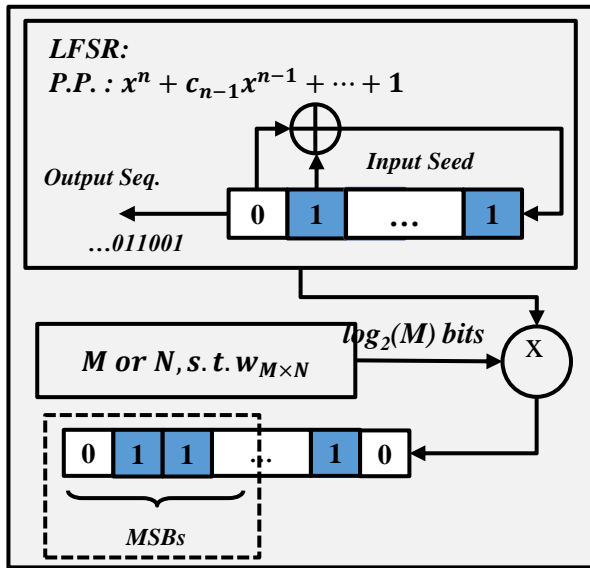 LFSR:
P.P. : xⁿ + cₙ₋₁xⁿ⁻¹ + ⋯ + 1
Input Seed
Output Seq.
0 1 ... 1
...011001
log₂(M) bits
M or N, s. t. w_{M×N}
X
0 1 1 ... 1 0
MSBs